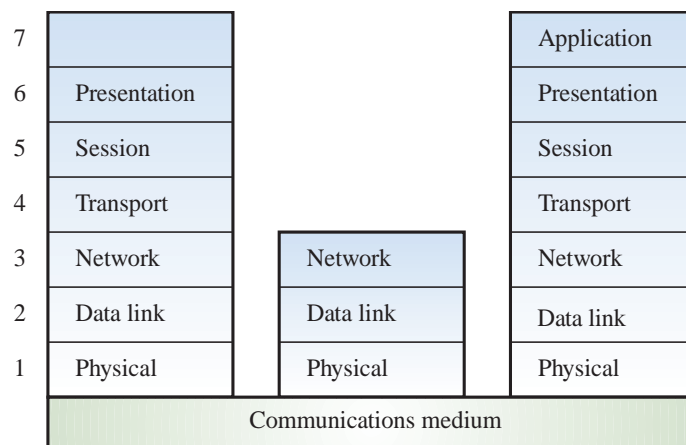 7 Application
6 Presentation Presentation
5 Session Session
4 Transport Transport
3 Network Network Network
2 Data link Data link Data link
1 Physical Physical Physical
Communications medium